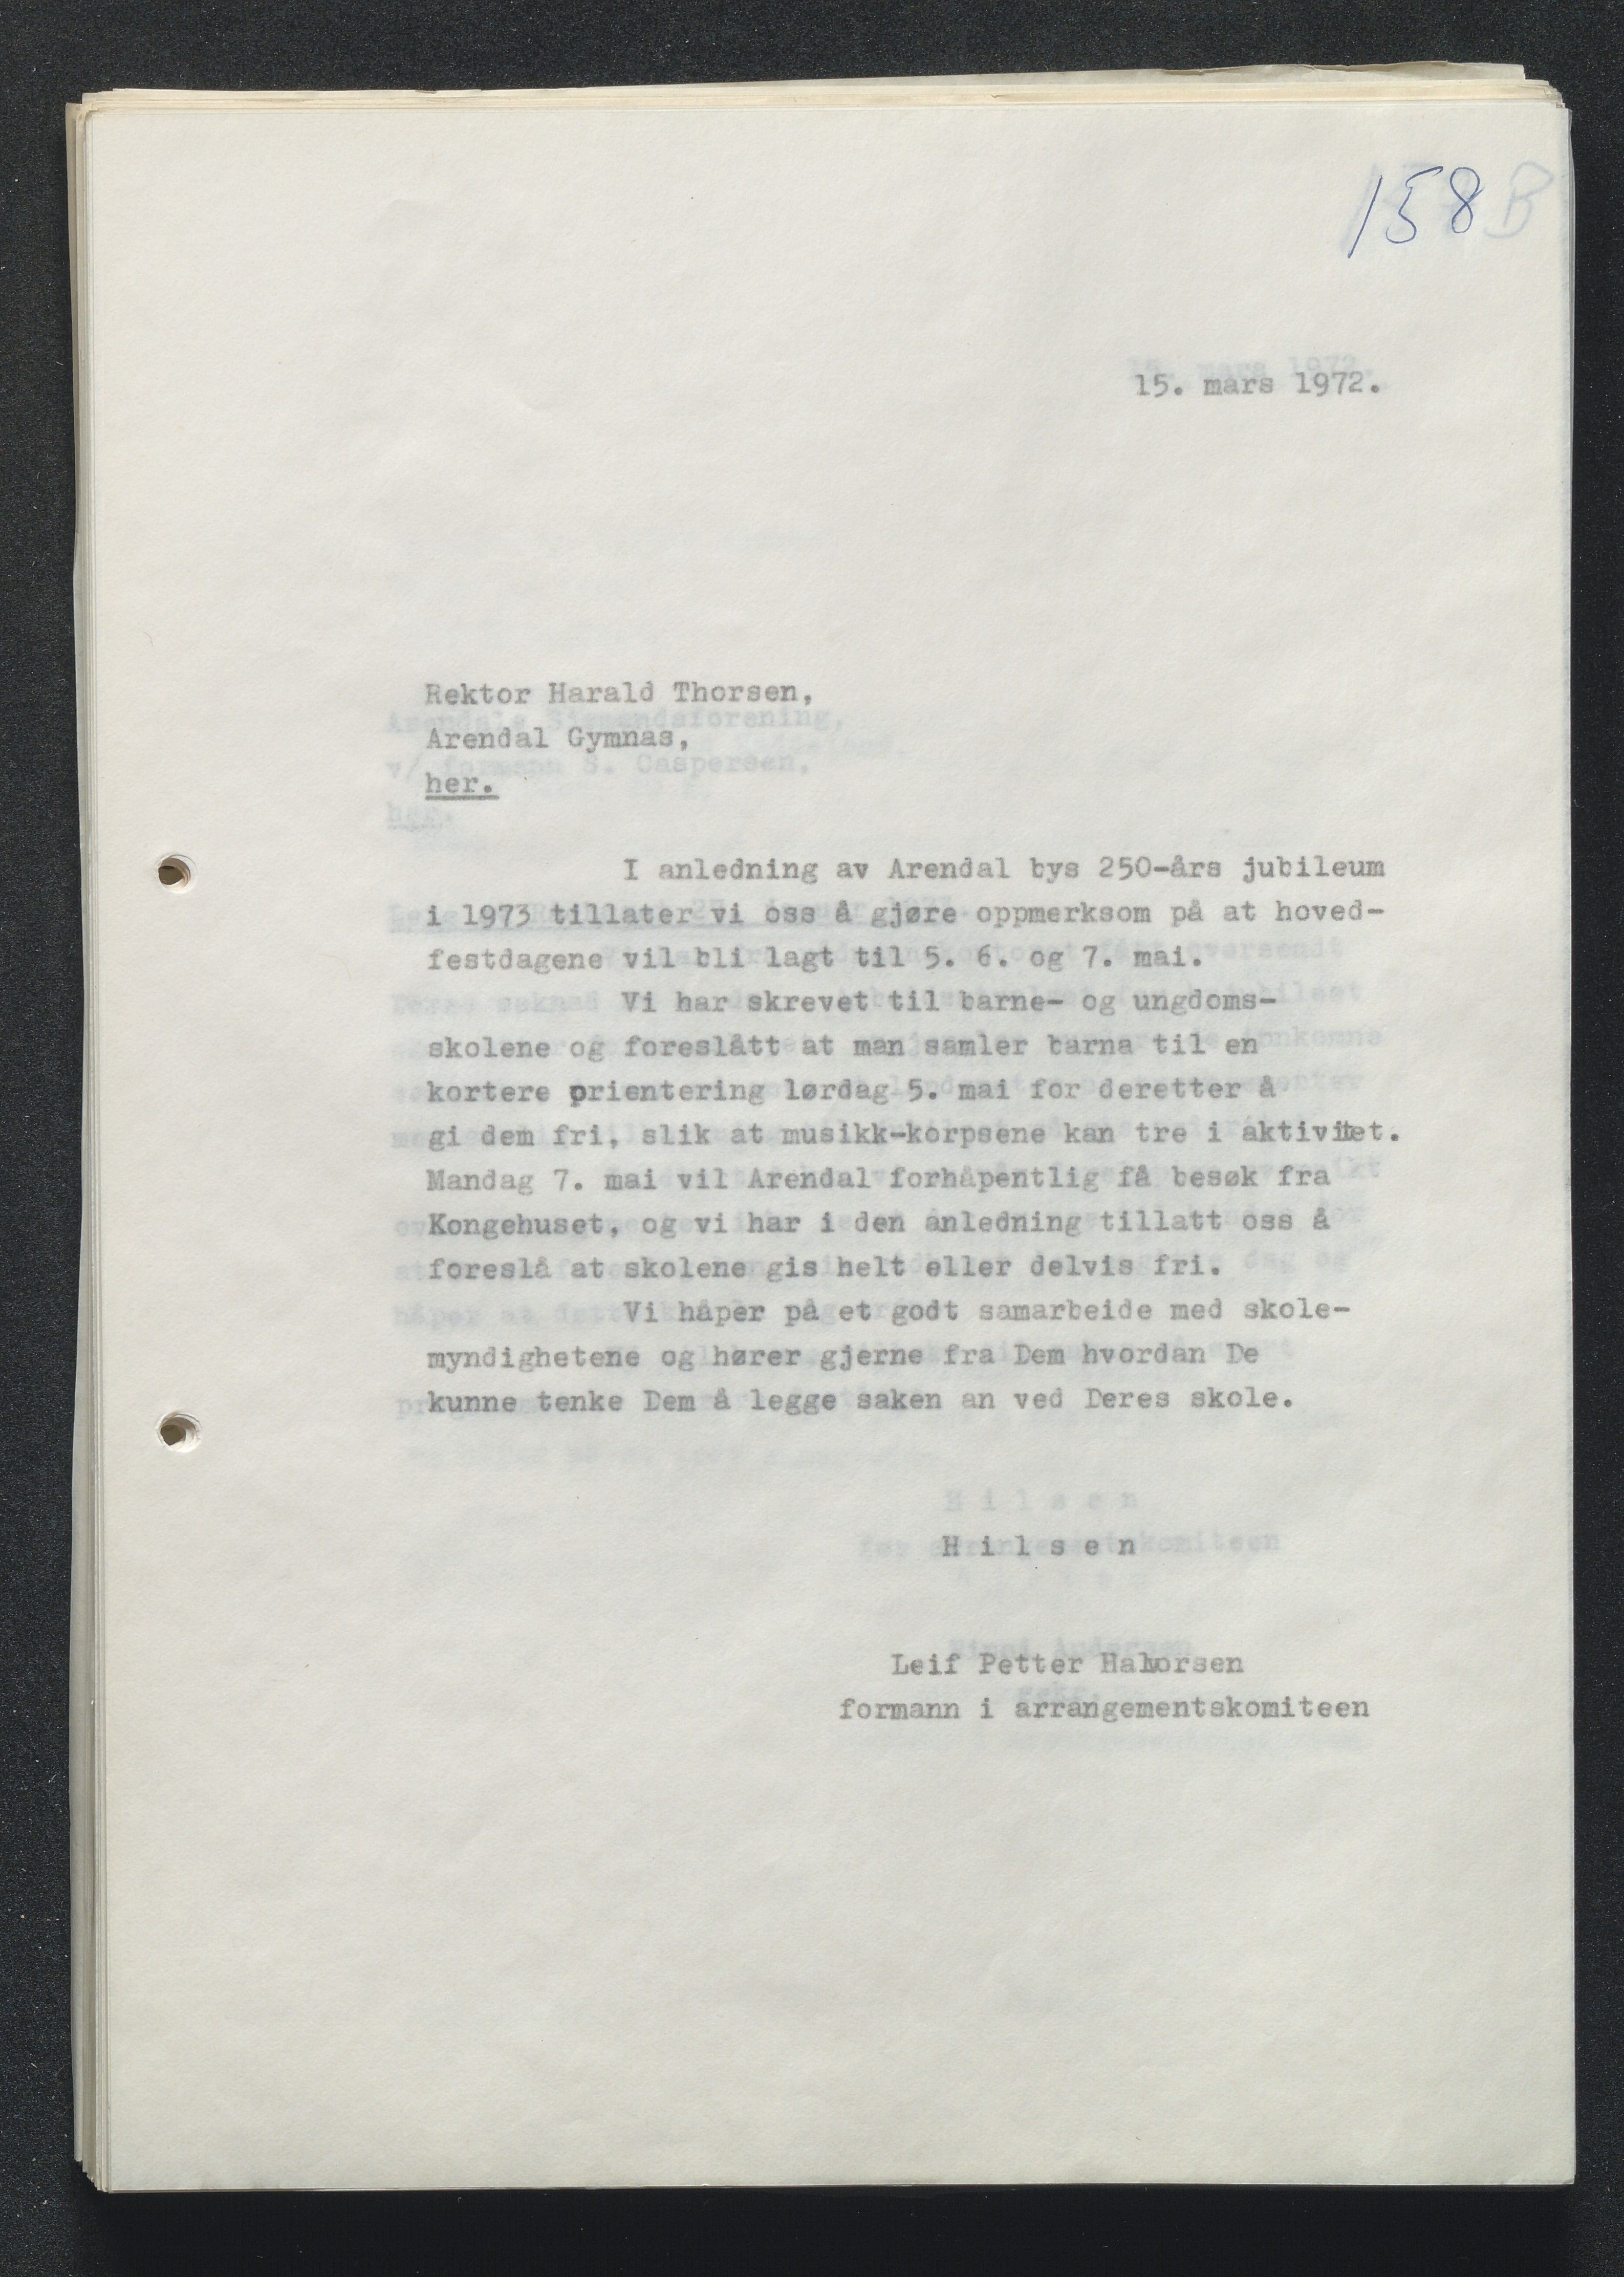 158
15. mars 1972.
Rektor Harald Thorsen,
Arendal Gymnas,
her.
I anledning av Arendal bys 250-års jubileum
i 1973 tillater vi oss å gjøre oppmerksom på at hoved-
festdagene vil bli lagt til 5. 6. og 7. mai.
Vi har skrevet til barne- og ungdoms-
skolene og foreslått at man samler barna til en
kortere orientering lørdag 5. mai for deretter å
gi dem fri, slik at musikk-korpsene kan tre i aktivitet.
Mandag 7. mai vil Arendal forhåpentlig få besøk fra
Kongehuset, og vi har i den anledning tillatt oss å
foreslå at skolene gis helt eller delvis fri.
Vi håper på et godt samarbeide med skole-
myndighetene og hører gjerne fra Dem hvordan De
kunne tenke Dem å legge saken an ved Deres skole.
H i l s e n
Leif Petter Halvorsen
formann i arrangementskomiteen